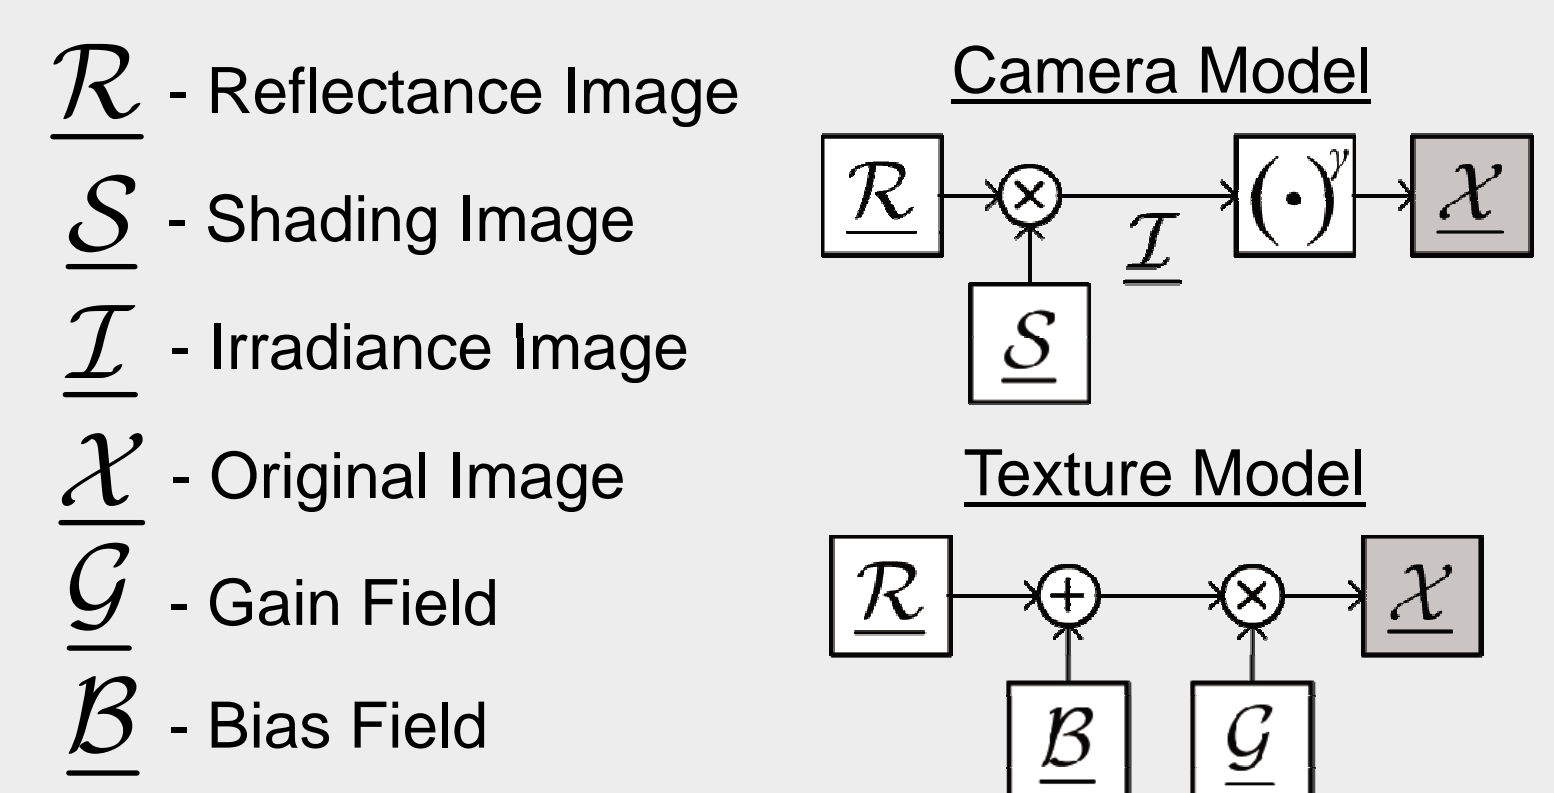 ℛ - Reflectance Image
𝒮 - Shading Image
ℐ - Irradiance Image
𝒳 - Original Image
𝒢 - Gain Field
ℬ - Bias Field
Camera Model
ℛ × (·)^γ 𝒳
ℐ
𝒮
Texture Model
ℛ + × 𝒳
ℬ 𝒢